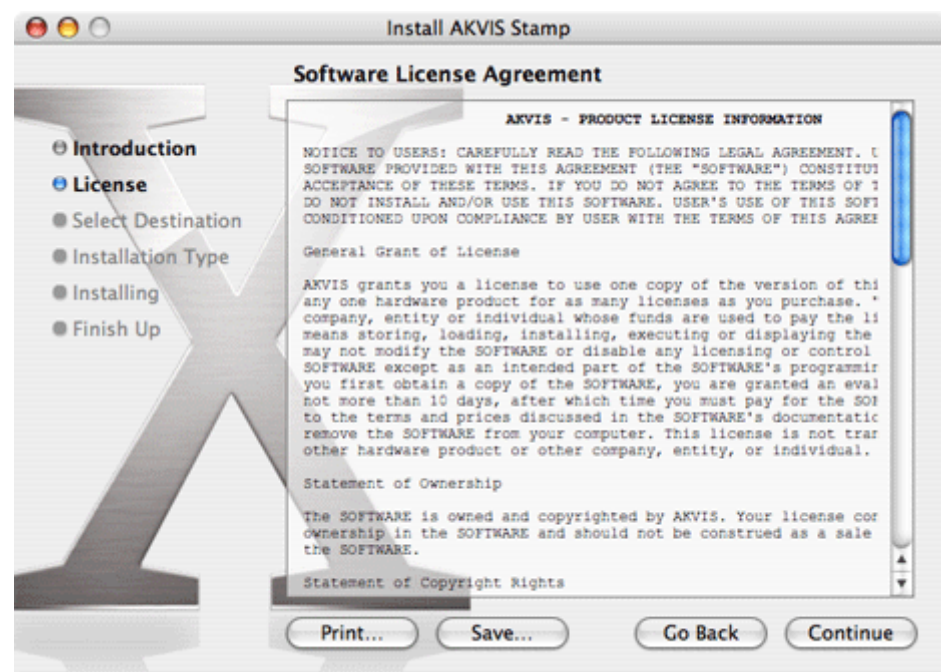 Install AKVIS Stamp
Software License Agreement
Introduction
License
Select Destination
Installation Type
Installing
Finish Up
AKVIS - PRODUCT LICENSE INFORMATION
NOTICE TO USERS: CAREFULLY READ THE FOLLOWING LEGAL AGREEMENT. U
SOFTWARE PROVIDED WITH THIS AGREEMENT (THE "SOFTWARE") CONSTITUT
ACCEPTANCE OF THESE TERMS. IF YOU DO NOT AGREE TO THE TERMS OF T
DO NOT INSTALL AND/OR USE THIS SOFTWARE. USER'S USE OF THIS SOFT
CONDITIONED UPON COMPLIANCE BY USER WITH THE TERMS OF THIS AGREE
General Grant of License
AKVIS grants you a license to use one copy of the version of thi
any one hardware product for as many licenses as you purchase. "
company, entity or individual whose funds are used to pay the li
means storing, loading, installing, executing or displaying the
may not modify the SOFTWARE or disable any licensing or control
SOFTWARE except as an intended part of the SOFTWARE's programmin
you first obtain a copy of the SOFTWARE, you are granted an eval
not more than 10 days, after which time you must pay for the SOF
to the terms and prices discussed in the SOFTWARE's documentatio
remove the SOFTWARE from your computer. This license is not tran
other hardware product or other company, entity, or individual.
Statement of Ownership
The SOFTWARE is owned and copyrighted by AKVIS. Your license con
ownership in the SOFTWARE and should not be construed as a sale
the SOFTWARE.
Statement of Copyright Rights
Print...
Save...
Go Back
Continue